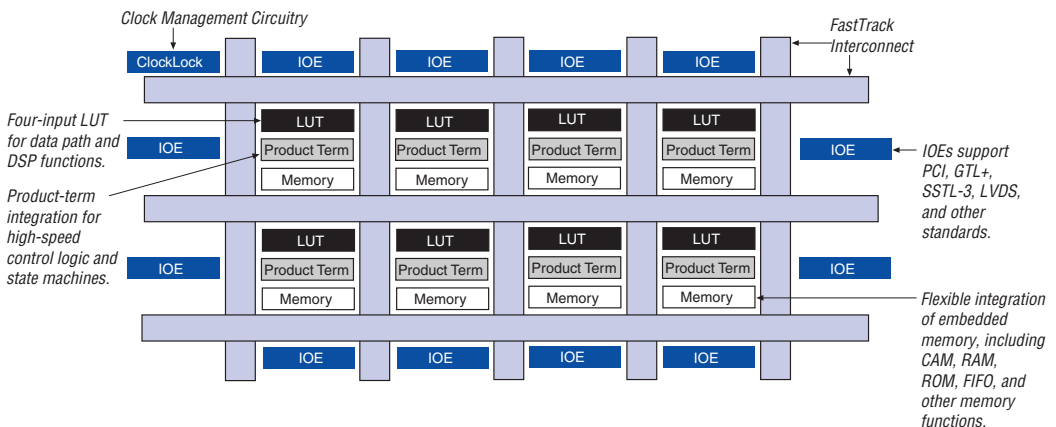 Clock Management Circuitry
FastTrack
Interconnect
ClockLock
IOE
IOE
IOE
IOE
Four-input LUT
for data path and
DSP functions.
LUT
LUT
LUT
LUT
IOE
Product Term
Product Term
Product Term
Product Term
IOE
IOEs support
PCI, GTL+,
SSTL-3, LVDS,
and other
standards.
Memory
Memory
Memory
Memory
Product-term
integration for
high-speed
control logic and
state machines.
LUT
LUT
LUT
LUT
IOE
Product Term
Product Term
Product Term
Product Term
IOE
Memory
Memory
Memory
Memory
Flexible integration
of embedded
memory, including
CAM, RAM,
ROM, FIFO, and
other memory
functions.
IOE
IOE
IOE
IOE